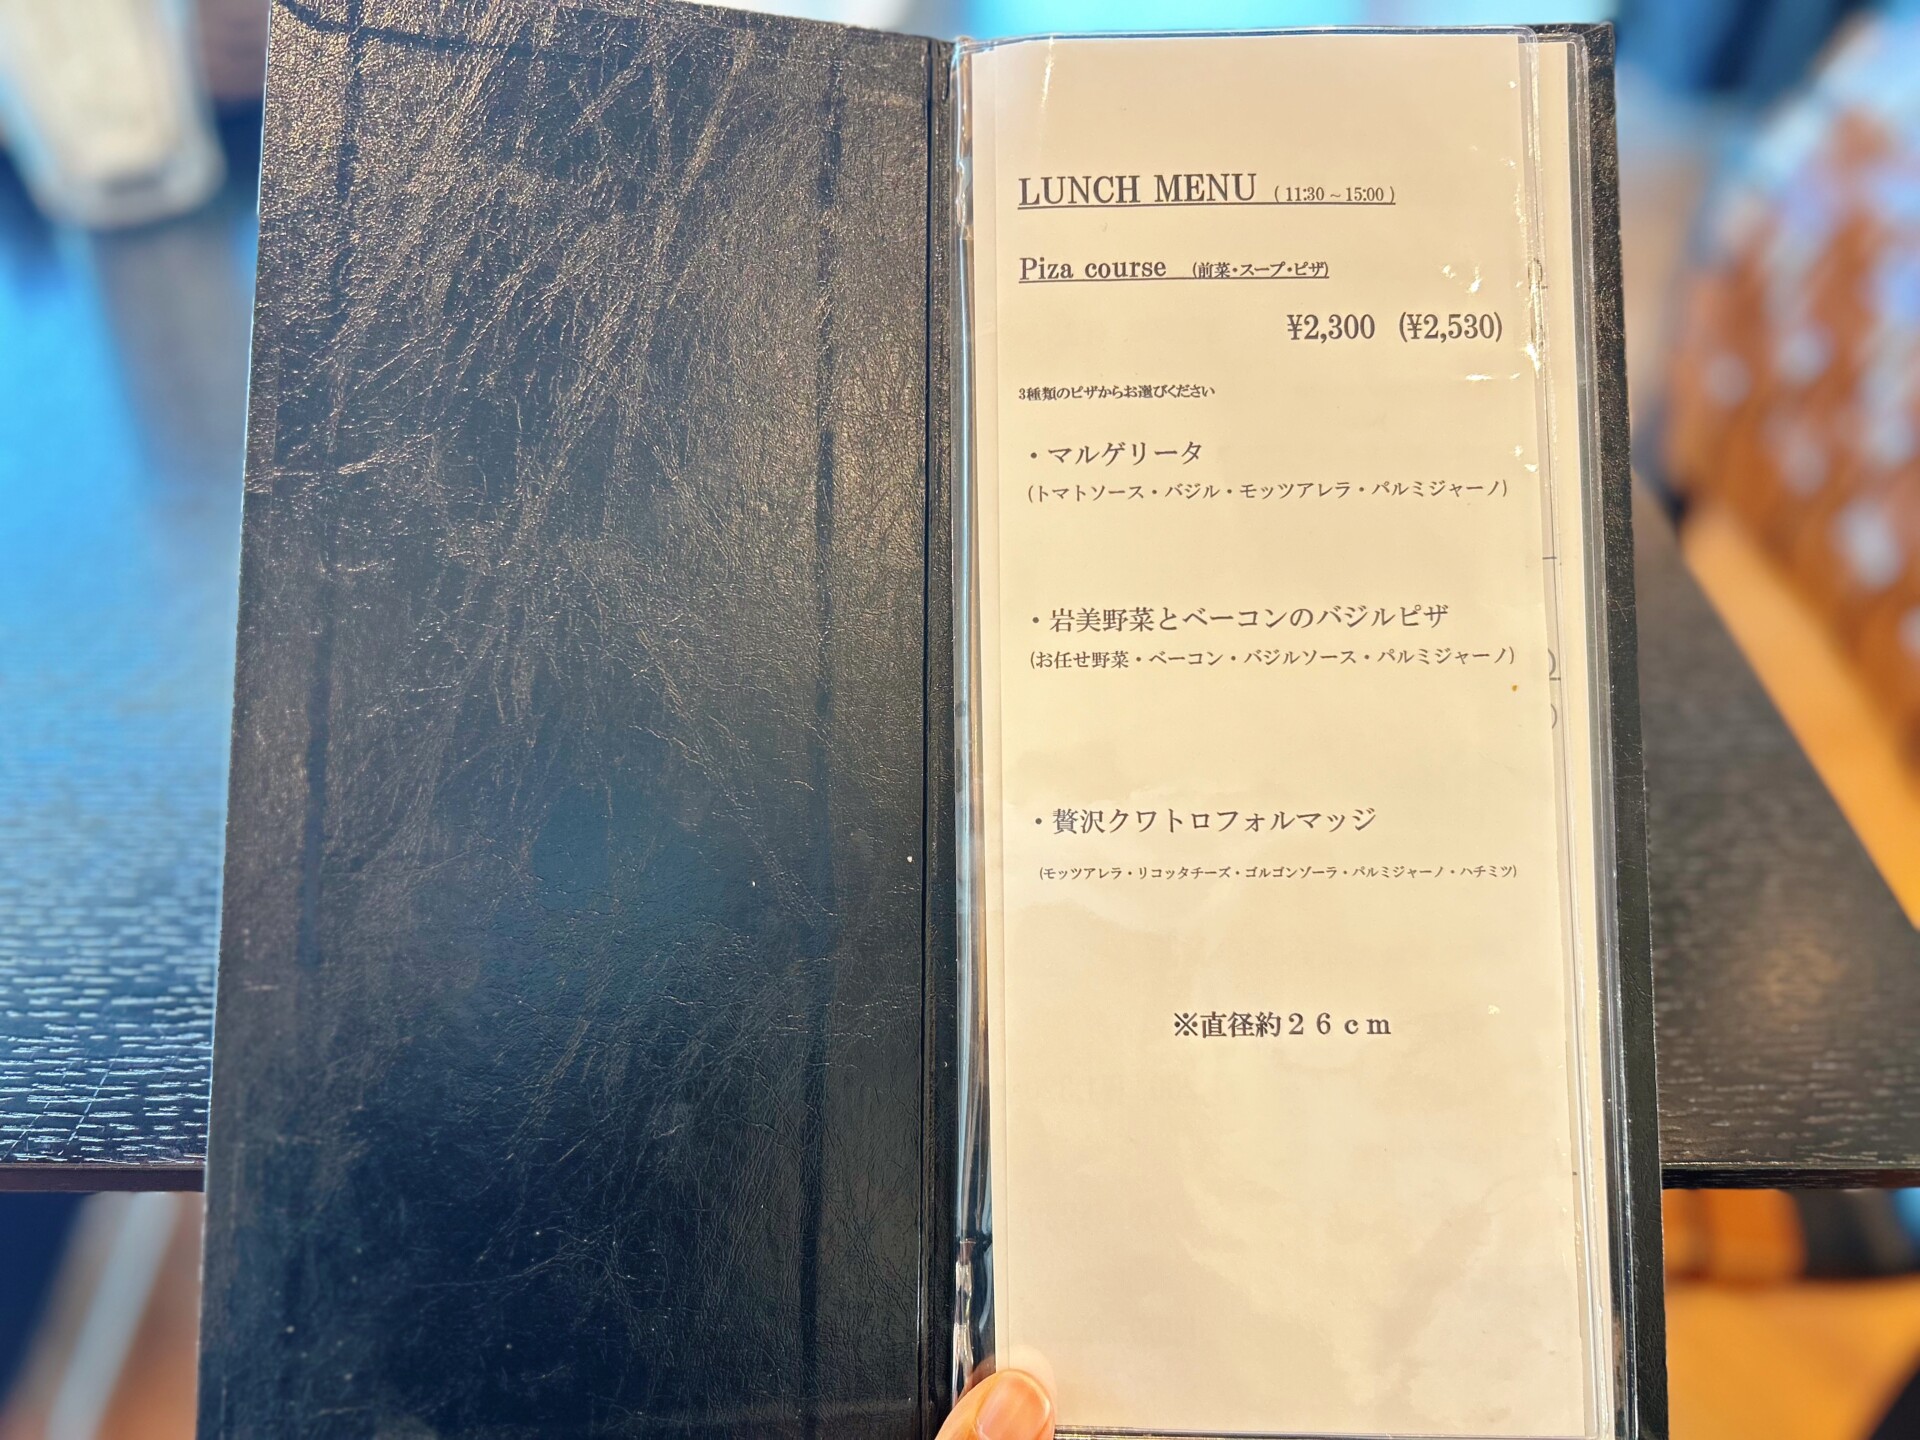 LUNCH MENU (11:30～15:00)
Piza course (前菜・スープ・ピザ)
¥2,300 (¥2,530)
3種類のピザからお選びください
・マルゲリータ
(トマトソース・バジル・モッツアレラ・パルミジャーノ)
・岩美野菜とベーコンのバジルピザ
(お任せ野菜・ベーコン・バジルソース・パルミジャーノ)
・贅沢クワトロフォルマッジ
(モッツアレラ・リコッタチーズ・ゴルゴンゾーラ・パルミジャーノ・ハチミツ)
※直径約２６ｃｍ